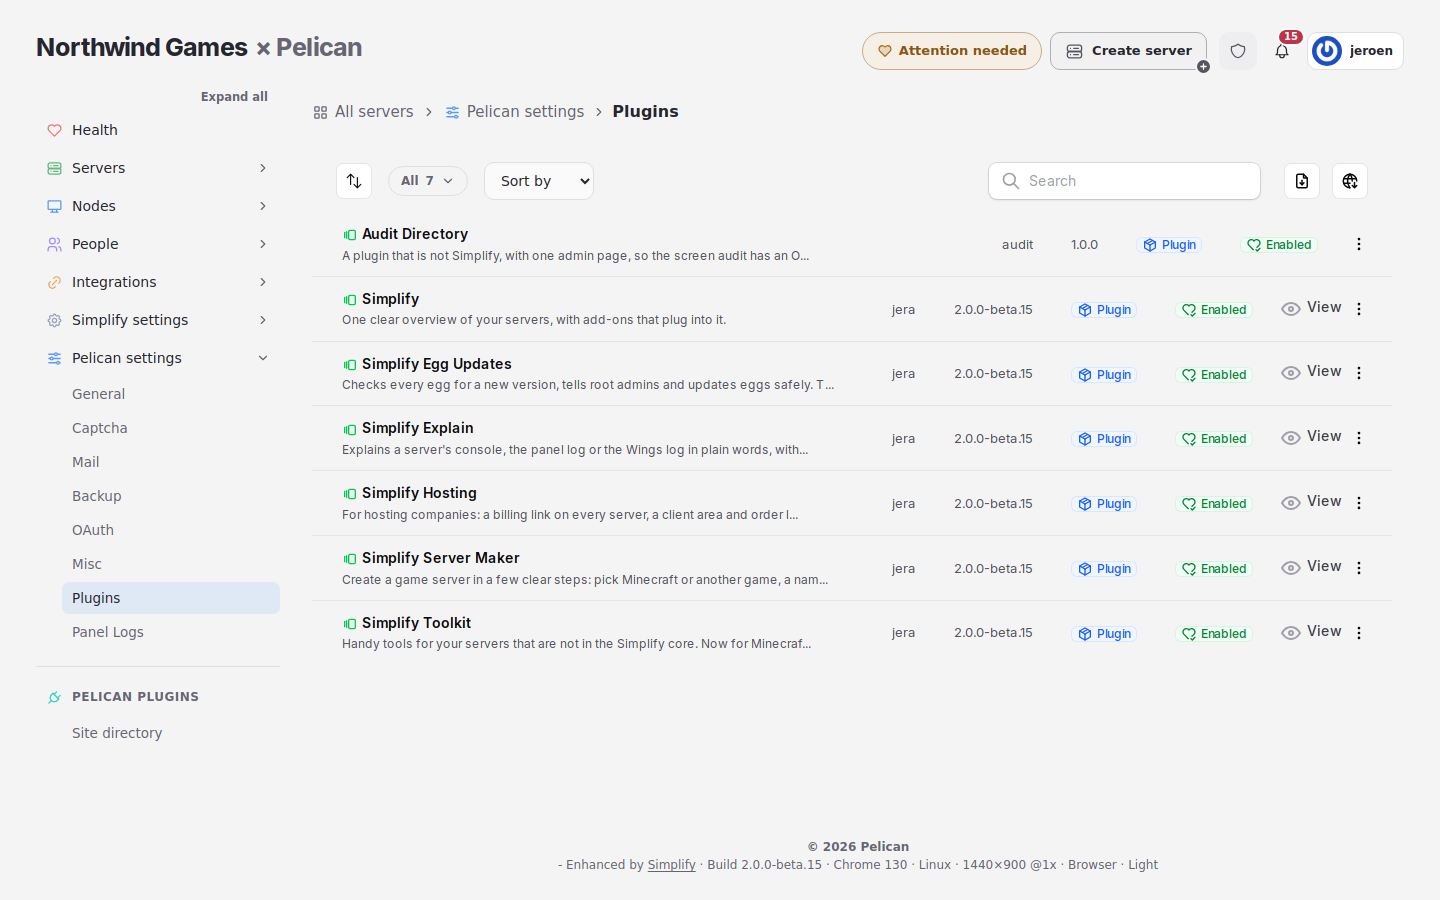 Northwind Games × Pelican
Attention needed
Create server
15
jeroen
Expand all
Health
Servers
Nodes
People
Integrations
Simplify settings
Pelican settings
General
Captcha
Mail
Backup
OAuth
Misc
Plugins
Panel Logs
PELICAN PLUGINS
Site directory
All servers > Pelican settings > Plugins
All 7
Sort by
Search
Audit Directory
A plugin that is not Simplify, with one admin page, so the screen audit has an O...
audit 1.0.0 Plugin Enabled
Simplify
One clear overview of your servers, with add-ons that plug into it.
jera 2.0.0-beta.15 Plugin Enabled View
Simplify Egg Updates
Checks every egg for a new version, tells root admins and updates eggs safely. T...
jera 2.0.0-beta.15 Plugin Enabled View
Simplify Explain
Explains a server's console, the panel log or the Wings log in plain words, with...
jera 2.0.0-beta.15 Plugin Enabled View
Simplify Hosting
For hosting companies: a billing link on every server, a client area and order l...
jera 2.0.0-beta.15 Plugin Enabled View
Simplify Server Maker
Create a game server in a few clear steps: pick Minecraft or another game, a nam...
jera 2.0.0-beta.15 Plugin Enabled View
Simplify Toolkit
Handy tools for your servers that are not in the Simplify core. Now for Minecraf...
jera 2.0.0-beta.15 Plugin Enabled View
© 2026 Pelican
- Enhanced by Simplify · Build 2.0.0-beta.15 · Chrome 130 · Linux · 1440×900 @1x · Browser · Light